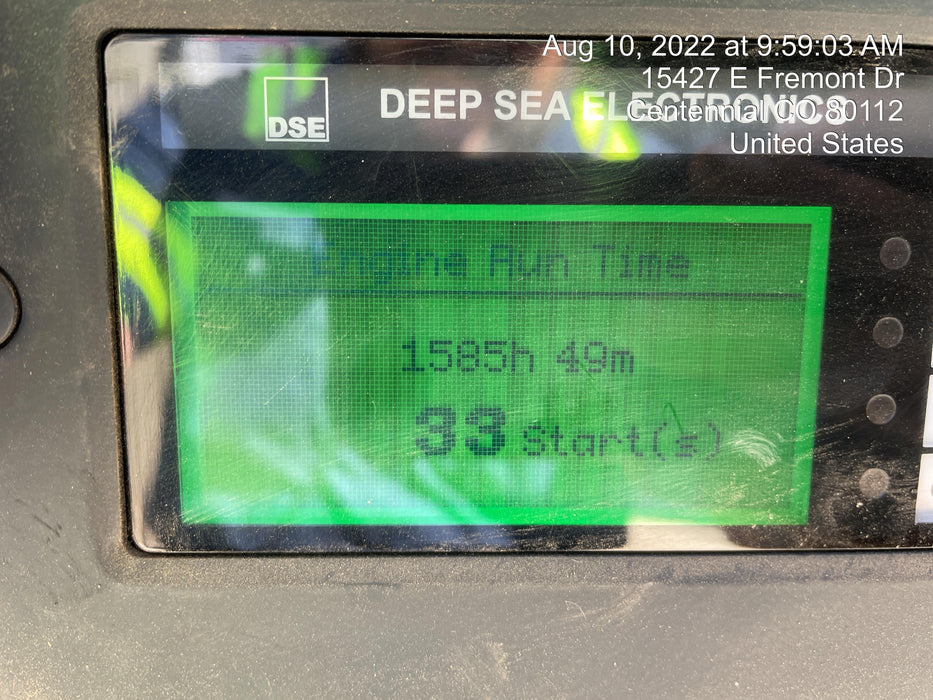 Aug 10, 2022 at 9:59:03 AM
15427 E Fremont Dr
Centennial CO 80112
United States
DSE
DEEP SEA ELECTRONICS
Engine Run Time
1505h 49m
33 Start(s)